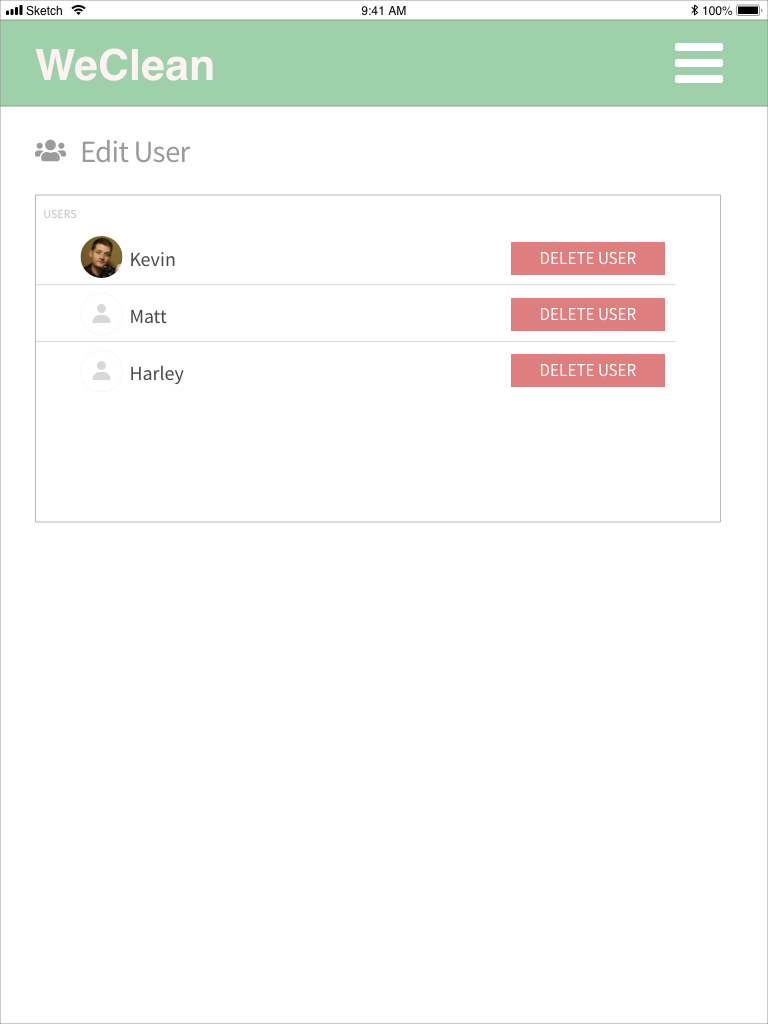 Sketch 9:41 AM 100%
WeClean
Edit User
USERS
Kevin DELETE USER
Matt DELETE USER
Harley DELETE USER